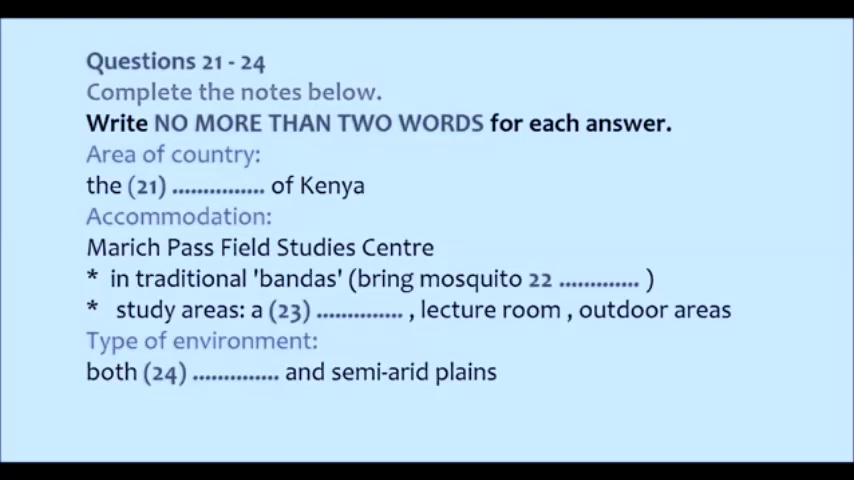 Questions 21 - 24
Complete the notes below.
Write NO MORE THAN TWO WORDS for each answer.
Area of country:
the (21) ............... of Kenya
Accommodation:
Marich Pass Field Studies Centre
* in traditional 'bandas' (bring mosquito 22 ............. )
* study areas: a (23) .............. , lecture room , outdoor areas
Type of environment:
both (24) .............. and semi-arid plains